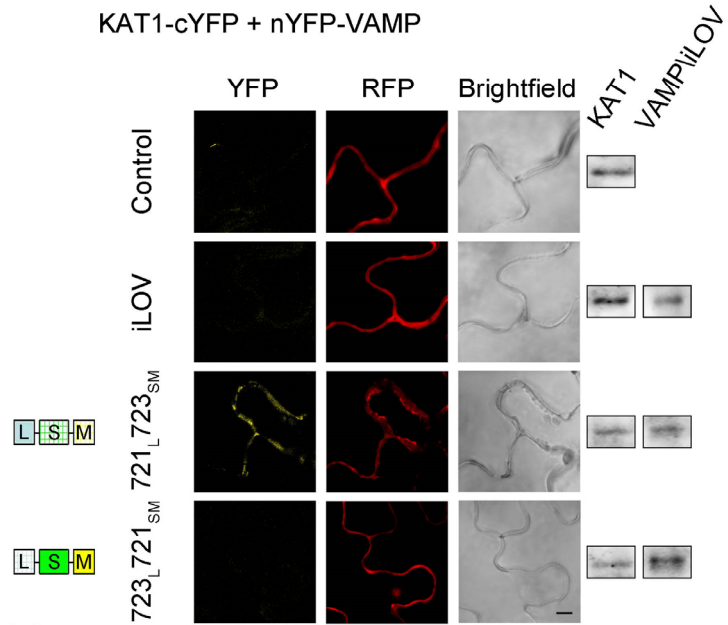 KAT1-cYFP + nYFP-VAMP
YFP RFP Brightfield KAT1 VAMP\iLOV
Control
iLOV
L S M 721L723SM
L S M 723L721SM